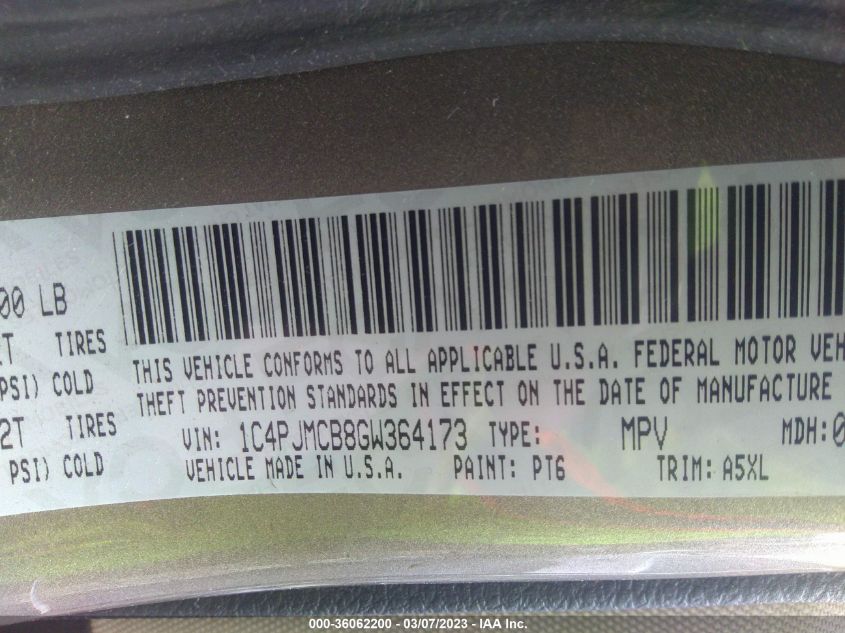 00 LB
T TIRES
PSI) COLD
2T TIRES
PSI) COLD
THIS VEHICLE CONFORMS TO ALL APPLICABLE U.S.A. FEDERAL MOTOR VEH
THEFT PREVENTION STANDARDS IN EFFECT ON THE DATE OF MANUFACTURE
VIN: 1C4PJMCB8GW364173 TYPE: MPV MDH:0
VEHICLE MADE IN U.S.A. PAINT: PT6 TRIM: A5XL
000-36062200 - 03/07/2023 - IAA Inc.